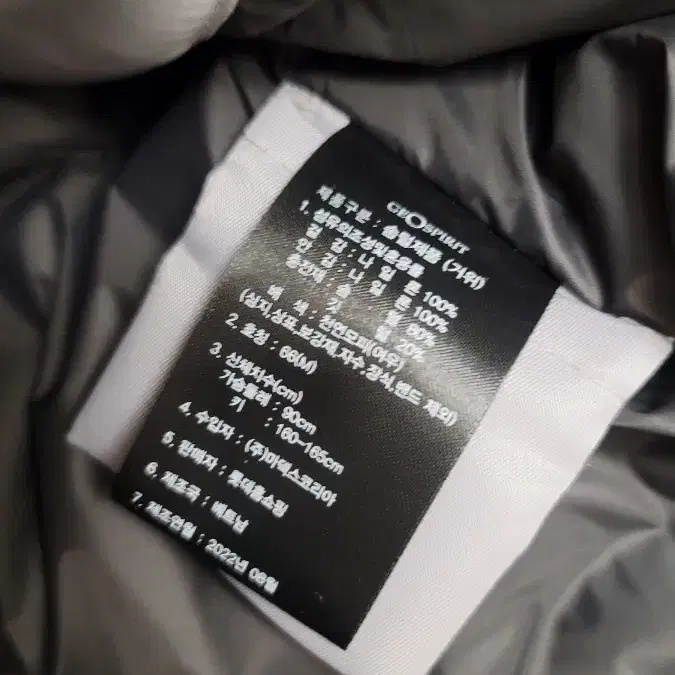 GEOSPIRIT
제품구분 : 솜털제품 (거위)
1. 섬유의조성및혼용률
겉 감 : 나 일 론 100%
안 감 : 나 일 론 100%
충전재 : 솜 털 80%
깃 털 20%
배 색 : 천연모피(여우)
(심지,상표,보강재,자수,장식,밴드 제외)
2. 호칭 : 66(M)
3. 신체치수(cm)
가슴둘레 : 90cm
키 : 160-165cm
4. 수입자 : (주)미텍스코리아
5. 판매자 : 롯데홈쇼핑
6. 제조국 : 베트남
7. 제조연월 : 2022년 08월